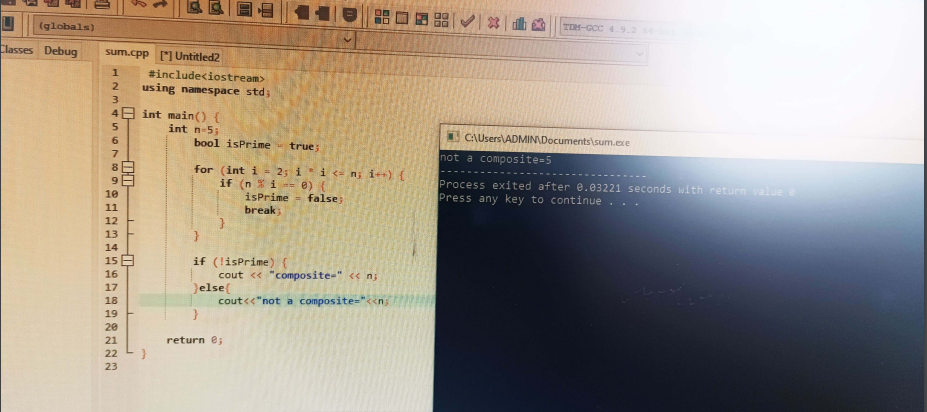 (globals)
TDM-GCC 4.9.2
Classes Debug
sum.cpp [*] Untitled2
1 #include<iostream>
2 using namespace std;
3
4 int main() {
5 int n=5;
6 bool isPrime = true;
7
8 for (int i = 2; i * i <= n; i++) {
9 if (n % i == 0) {
10 isPrime = false;
11 break;
12 }
13 }
14
15 if (!isPrime) {
16 cout << "composite=" << n;
17 }else{
18 cout<<"not a composite="<<n;
19 }
20
21 return 0;
22 }
23
C:\Users\ADMIN\Documents\sum.exe
not a composite=5
--------------------------------
Process exited after 0.03221 seconds with return value 0
Press any key to continue . . .